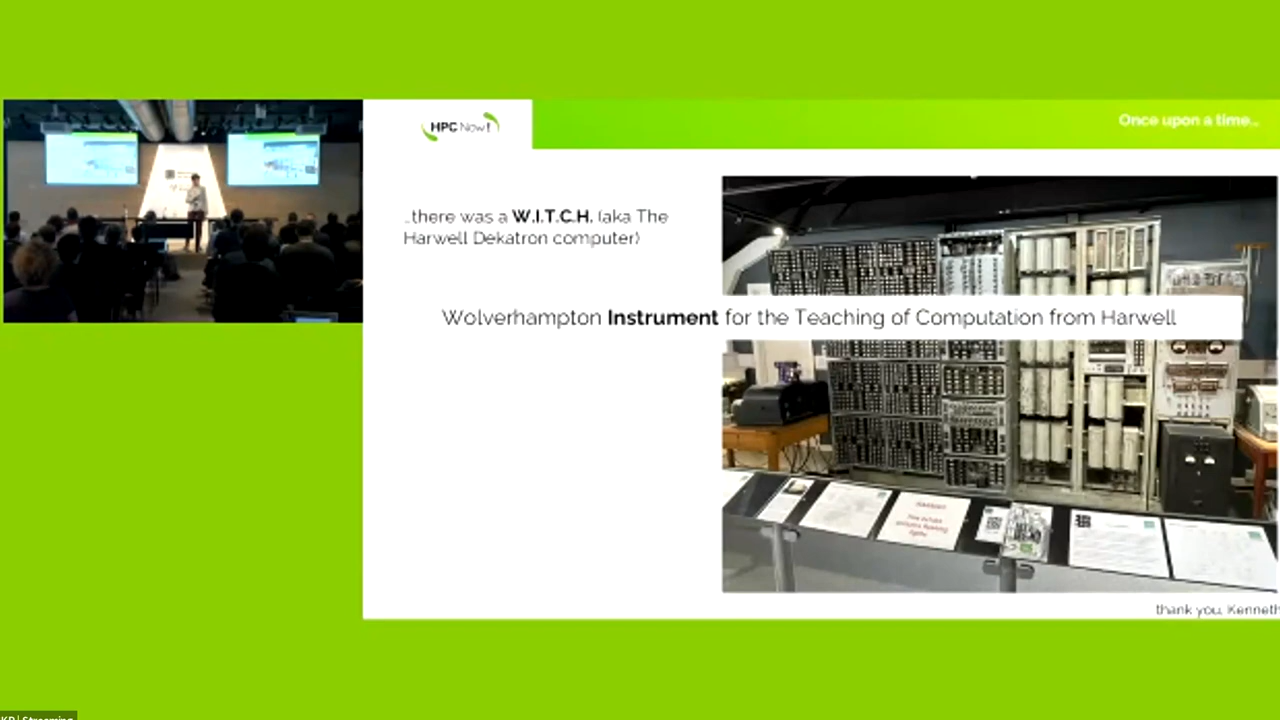 HPC Now!
Once upon a time...
...there was a W.I.T.C.H. (aka The
Harwell Dekatron computer)
Wolverhampton Instrument for the Teaching of Computation from Harwell
thank you, Kenneth